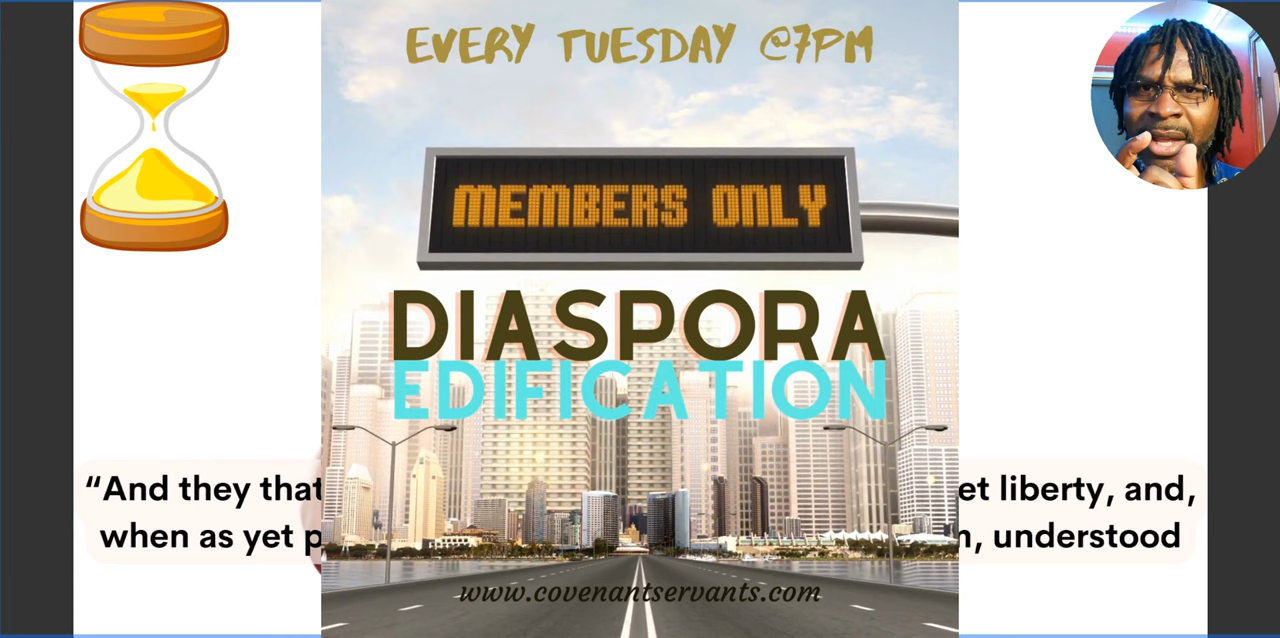 EVERY TUESDAY @7PM
MEMBERS ONLY
DIASPORA
EDIFICATION
“And they that
et liberty, and,
when as yet p
, understood
www.covenantservants.com